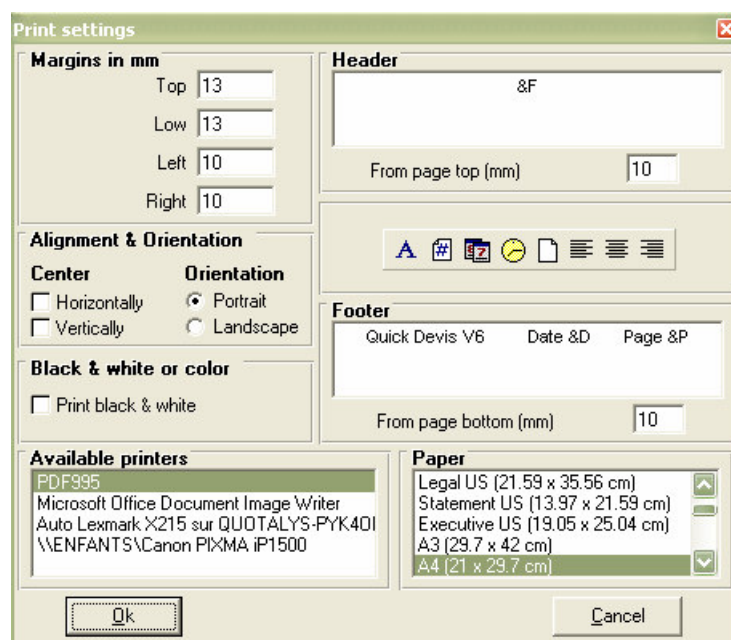 Print settings
Margins in mm
Top 13
Low 13
Left 10
Right 10
Header
&F
From page top (mm) 10
Alignment & Orientation
Center Orientation
Horizontally Portrait
Vertically Landscape
A # 
Footer
Quick Devis V6 Date &D Page &P
From page bottom (mm) 10
Black & white or color
Print black & white
Available printers
PDF995
Microsoft Office Document Image Writer
Auto Lexmark X215 sur QUOTALYS-PYK4OI
\\ENFANTS\Canon PIXMA iP1500
Paper
Legal US (21.59 x 35.56 cm)
Statement US (13.97 x 21.59 cm)
Executive US (19.05 x 25.04 cm)
A3 (29.7 x 42 cm)
A4 (21 x 29.7 cm)
Ok Cancel